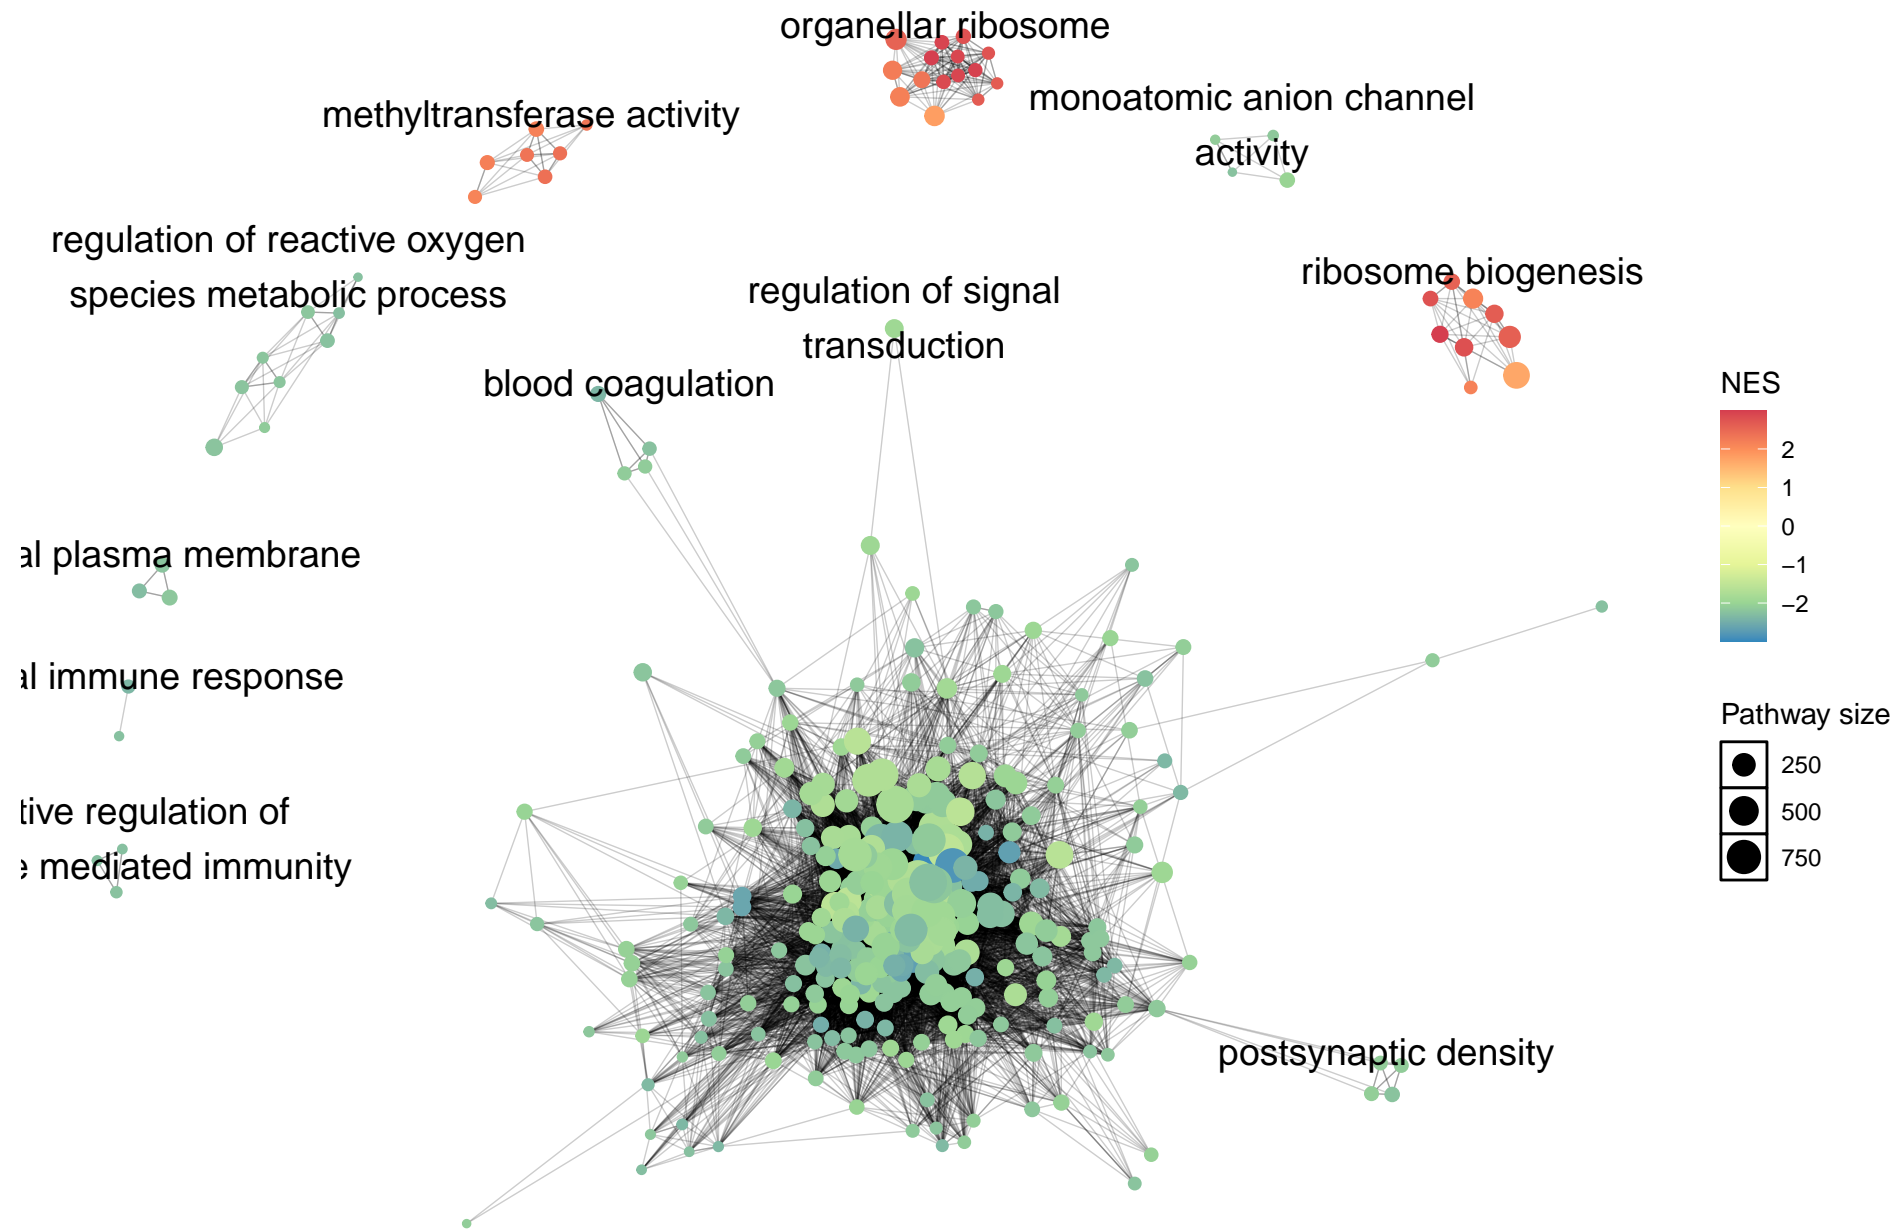 organellar ribosome
monoatomic anion channel
activity
methyltransferase activity
regulation of reactive oxygen
species metabolic process
regulation of signal
transduction
ribosome biogenesis
blood coagulation
NES
2
1
0
−1
−2
al plasma membrane
al immune response
Pathway size
250
500
750
tive regulation of
mediated immunity
postsynaptic density